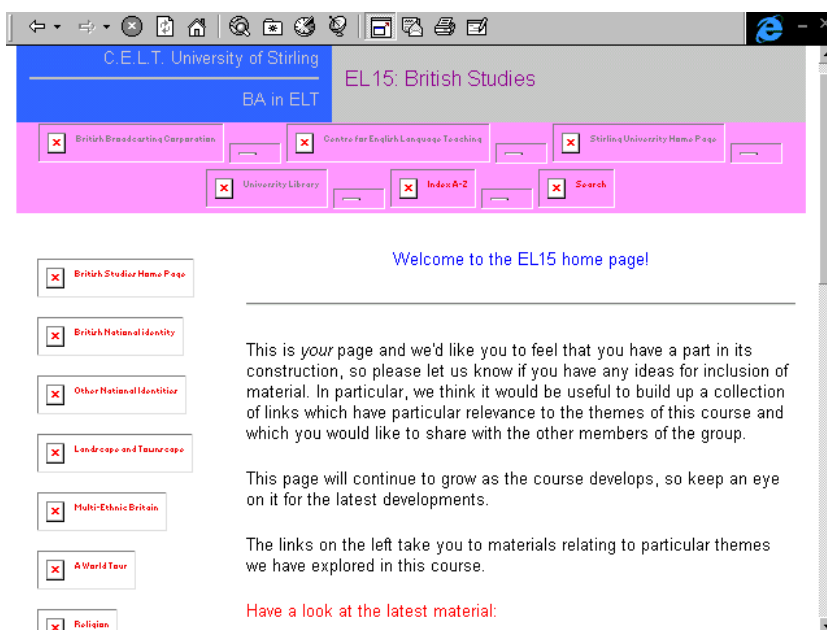 C.E.L.T. University of Stirling
BA in ELT
EL15: British Studies
British Broadcasting Corporation
Centre for English Language Teaching
Stirling University Home Page
University Library
Index A-Z
Search
British Studies Home Page
British National identity
Other National Identities
Landscape and Townscape
Multi-Ethnic Britain
A World Tour
Religion
Welcome to the EL15 home page!
This is your page and we'd like you to feel that you have a part in its
construction, so please let us know if you have any ideas for inclusion of
material. In particular, we think it would be useful to build up a collection
of links which have particular relevance to the themes of this course and
which you would like to share with the other members of the group.
This page will continue to grow as the course develops, so keep an eye
on it for the latest developments.
The links on the left take you to materials relating to particular themes
we have explored in this course.
Have a look at the latest material: